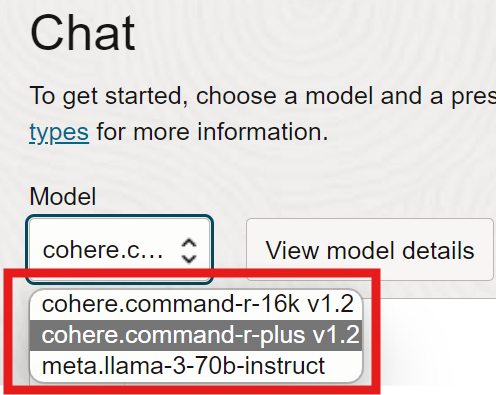 Chat
To get started, choose a model and a pres
types for more information.
Model
cohere.c...
View model details
cohere.command-r-16k v1.2
cohere.command-r-plus v1.2
meta.llama-3-70b-instruct